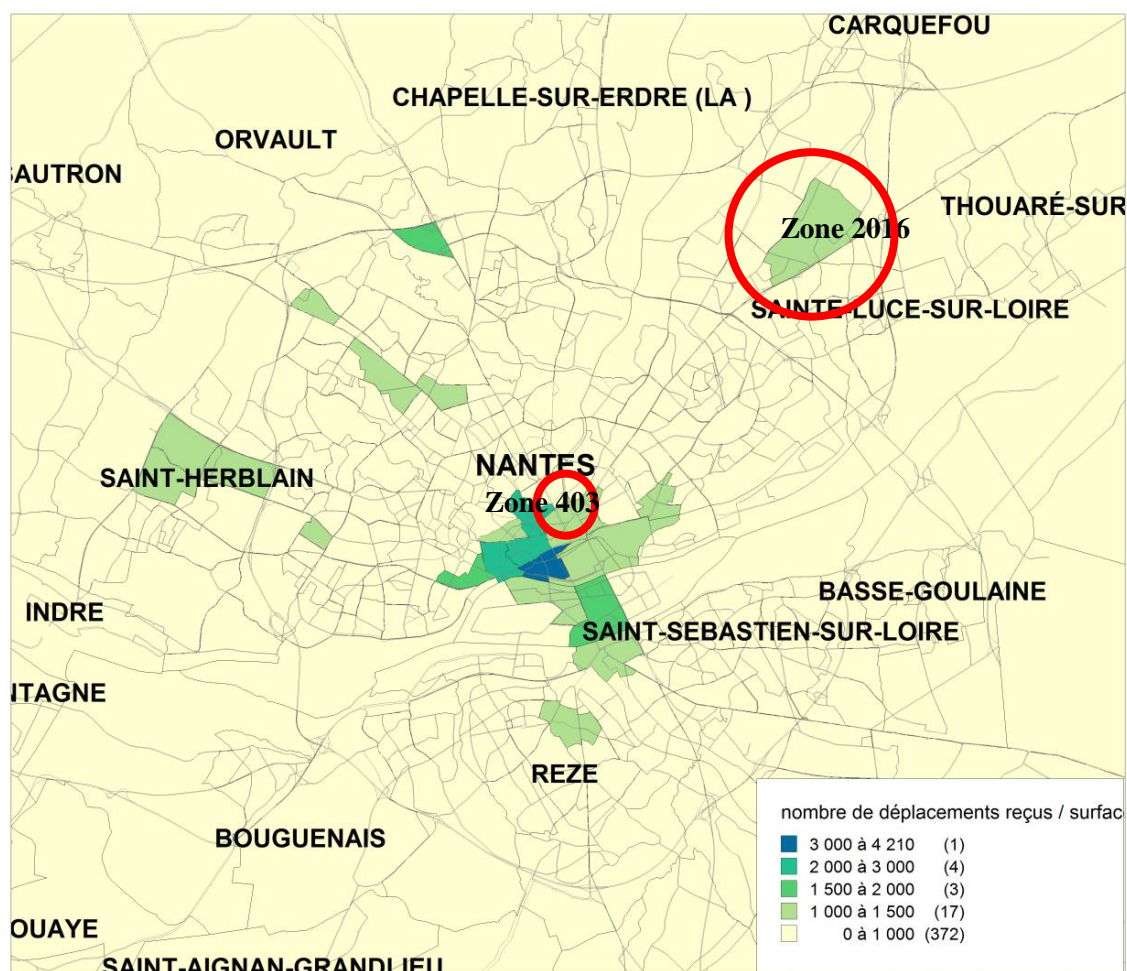 CARQUEFOU
CHAPELLE-SUR-ERDRE (LA )
ORVAULT
SAUTRON
THOUARÉ-SUR
Zone 2016
SAINTE-LUCE-SUR-LOIRE
NANTES
SAINT-HERBLAIN
Zone 403
BASSE-GOULAINE
INDRE
SAINT-SEBASTIEN-SUR-LOIRE
NTAGNE
REZE
BOUGUENAIS
OUAYE
SAINT-AIGNAN-GRANDLIEU
nombre de déplacements reçus / surfac
3 000 à 4 210 (1)
2 000 à 3 000 (4)
1 500 à 2 000 (3)
1 000 à 1 500 (17)
0 à 1 000 (372)